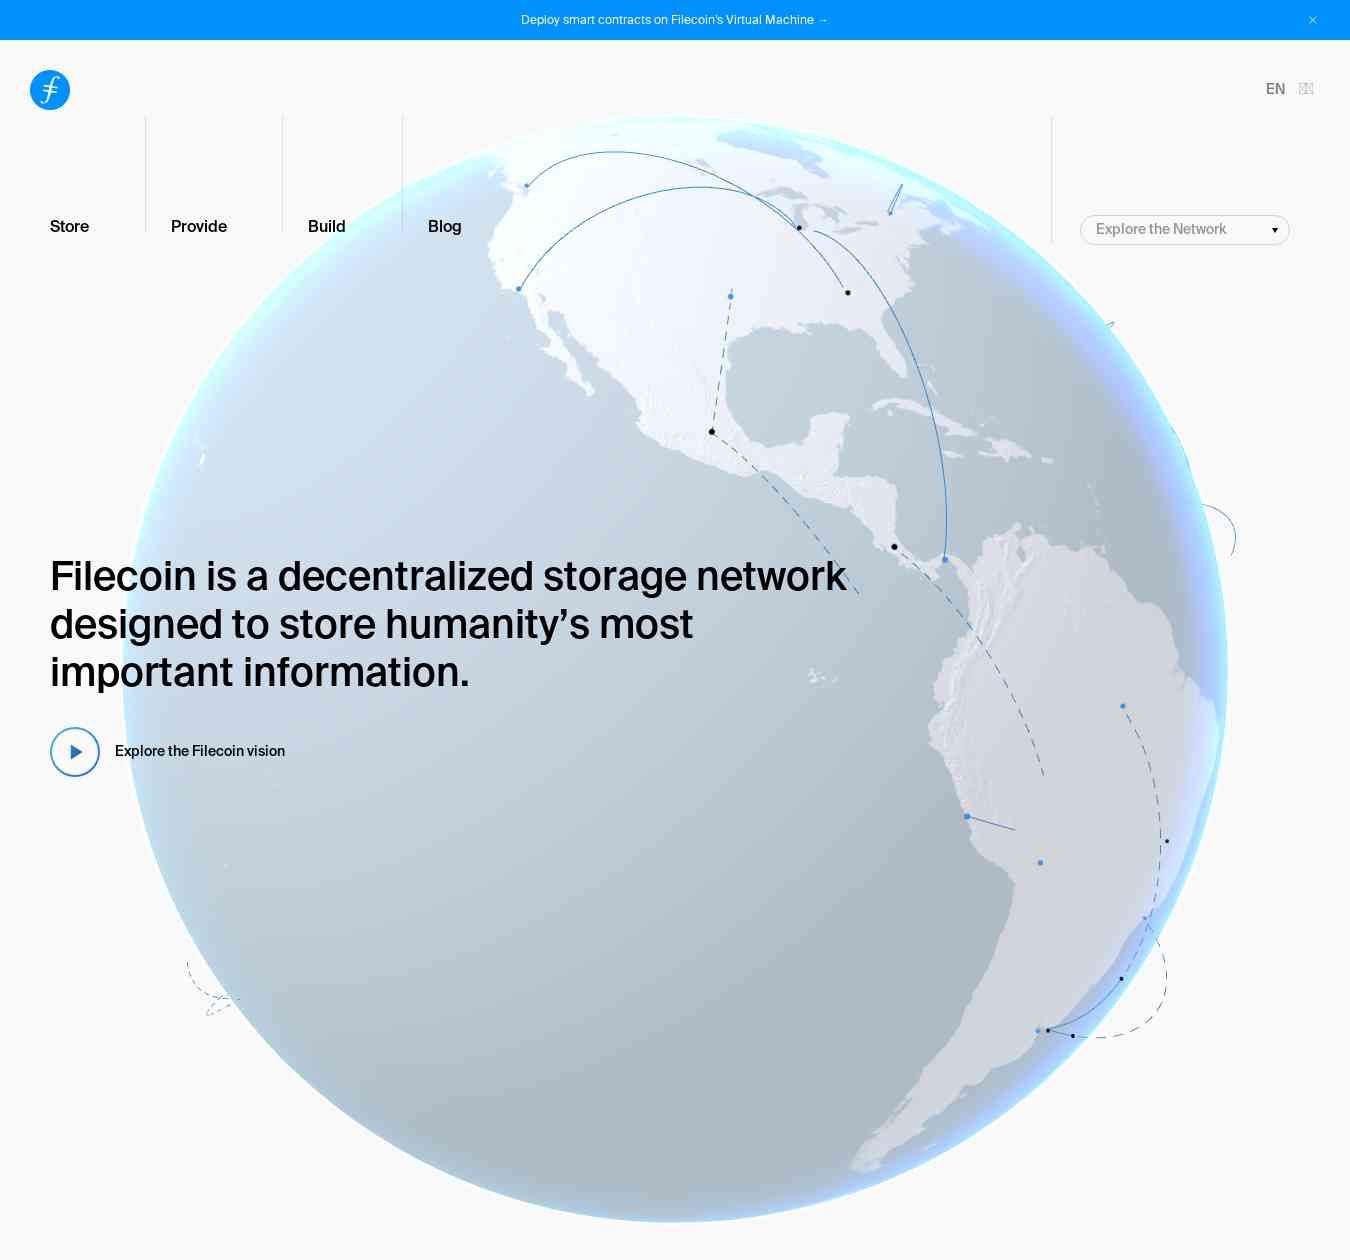 Deploy smart contracts on Filecoin's Virtual Machine →
EN
Store
Provide
Build
Blog
Explore the Network
Filecoin is a decentralized storage network
designed to store humanity’s most
important information.
Explore the Filecoin vision